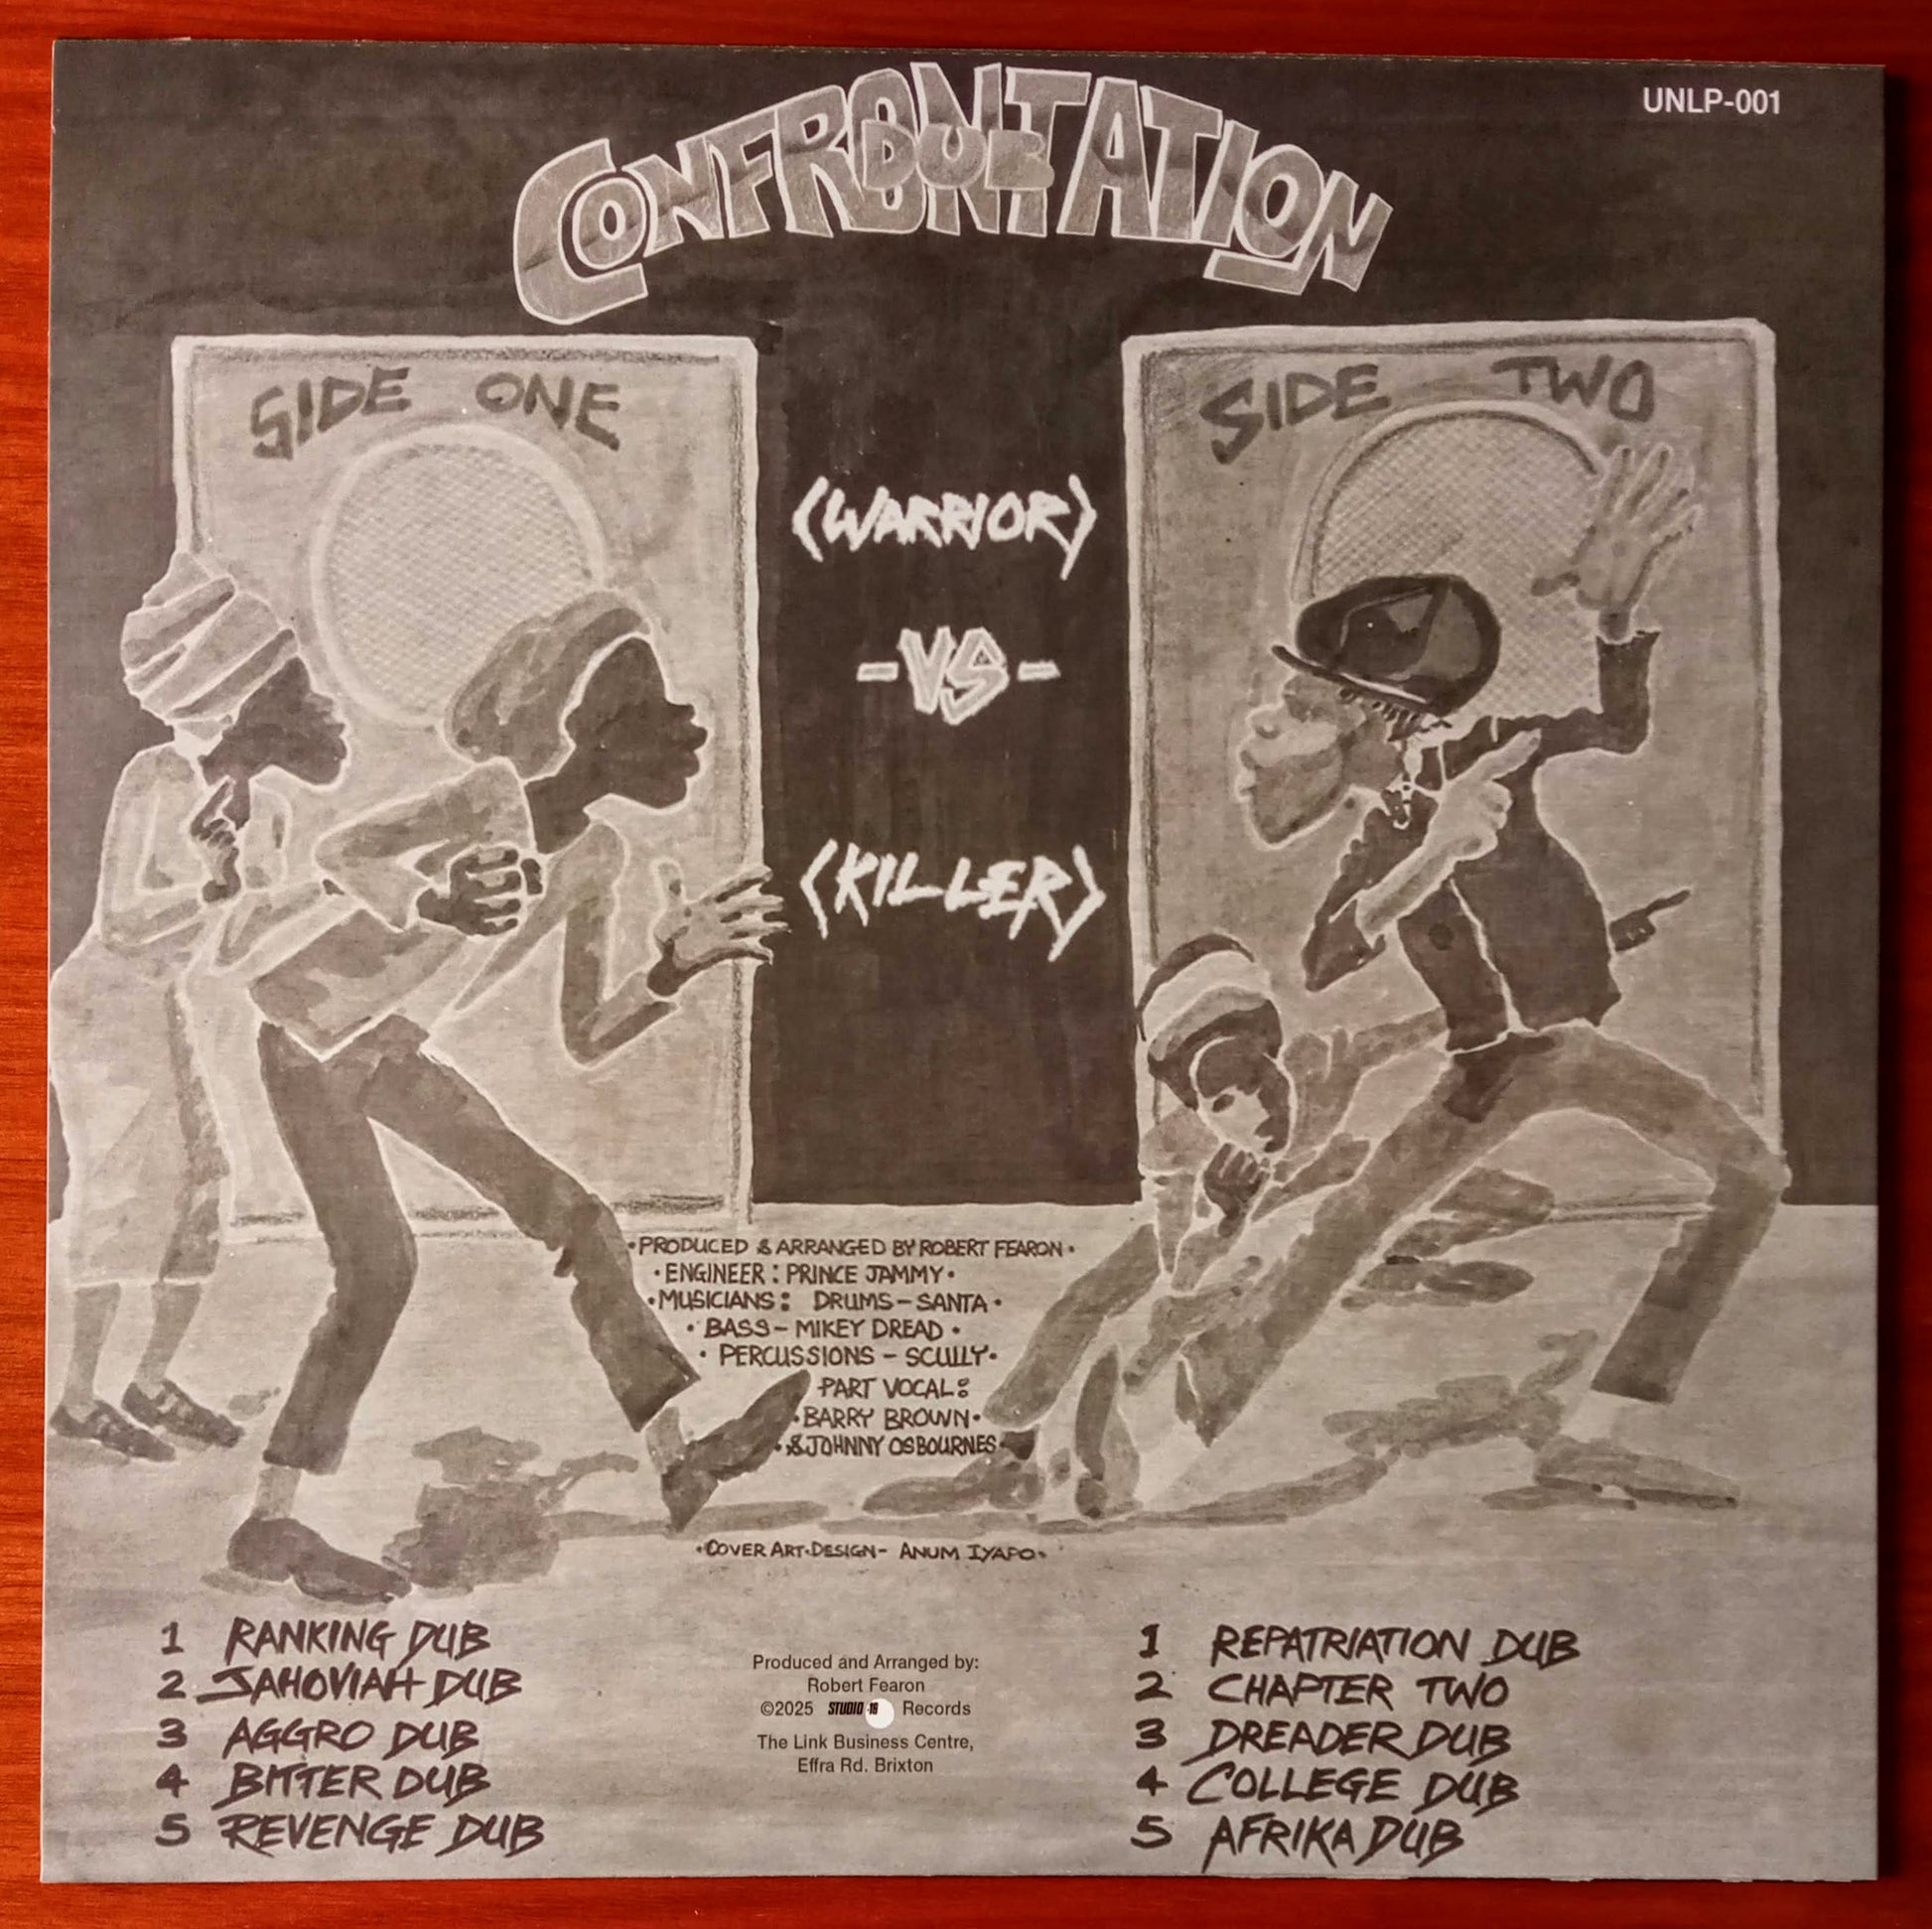 UNLP-001
CONFRONTATION
DUB
SIDE ONE
SIDE TWO
(WARRIOR)
-VS-
(KILLER)
•PRODUCED & ARRANGED BY ROBERT FEARON•
•ENGINEER: PRINCE JAMMY•
•MUSICIANS: DRUMS-SANTA•
•BASS-MIKEY DREAD•
•PERCUSSIONS-SCULLY•
PART VOCAL:
•BARRY BROWN•
•&JOHNNY OSBOURNES•
•COVER ART•DESIGN- ANUM IYAPO•
1 RANKING DUB
2 JAHOVIAH DUB
3 AGGRO DUB
4 BITTER DUB
5 REVENGE DUB
Produced and Arranged by:
Robert Fearon
©2025 STUDIO 16 Records
The Link Business Centre,
Effra Rd. Brixton
1 REPATRIATION DUB
2 CHAPTER TWO
3 DREADER DUB
4 COLLEGE DUB
5 AFRIKA DUB